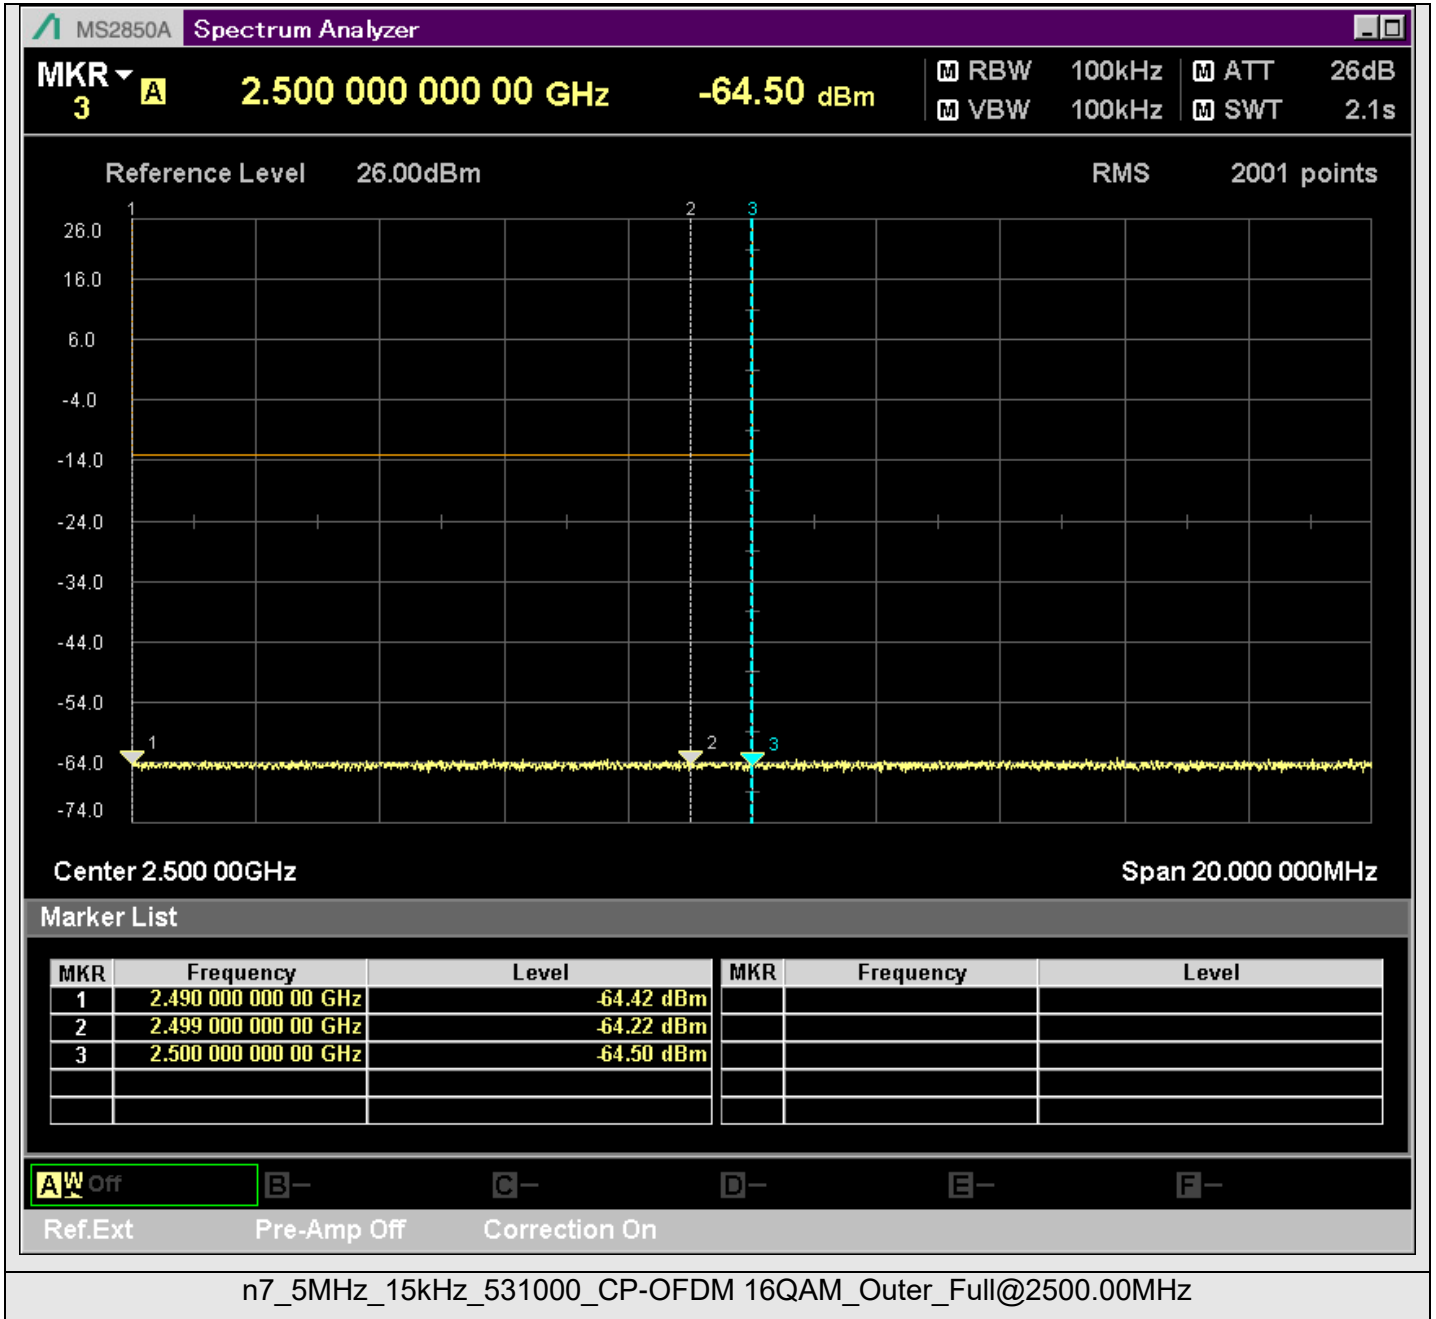 MS2850A Spectrum Analyzer
MKR 3 A 2.500 000 000 00 GHz -64.50 dBm
M RBW 100kHz M ATT 26dB
M VBW 100kHz M SWT 2.1s
Reference Level 26.00dBm RMS 2001 points
1 2 3
26.0
16.0
6.0
-4.0
-14.0
-24.0
-34.0
-44.0
-54.0
1 2 3
-64.0
-74.0
Center 2.500 00GHz Span 20.000 000MHz
Marker List
MKR Frequency Level MKR Frequency Level
1 2.490 000 000 00 GHz -64.42 dBm
2 2.499 000 000 00 GHz -64.22 dBm
3 2.500 000 000 00 GHz -64.50 dBm
A W Off B – C – D – E – F –
Ref.Ext Pre-Amp Off Correction On
n7_5MHz_15kHz_531000_CP-OFDM 16QAM_Outer_Full@2500.00MHz